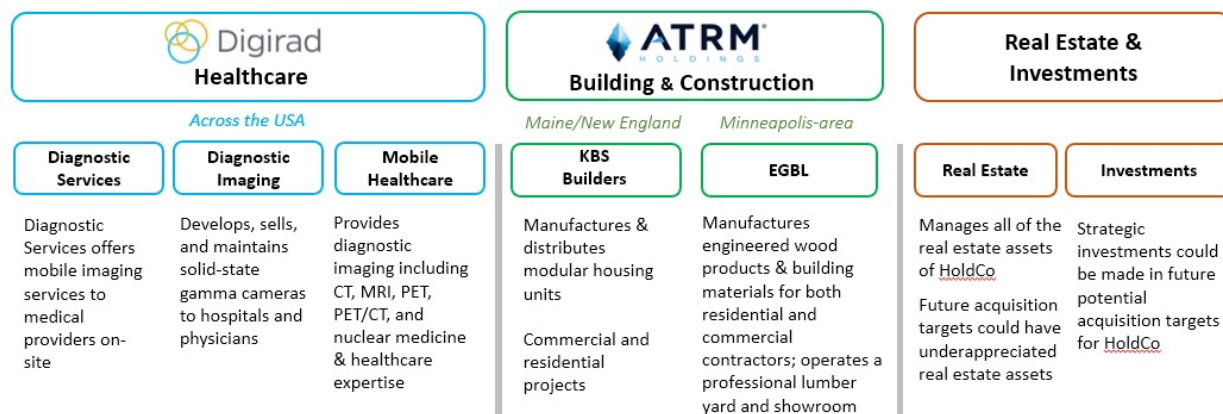 Digirad
Healthcare
ATRM
HOLDINGS
Building & Construction
Real Estate &
Investments
Across the USA
Maine/New England
Minneapolis-area
Diagnostic
Services
Diagnostic
Imaging
Mobile
Healthcare
KBS
Builders
EGBL
Real Estate
Investments
Diagnostic
Services offers
mobile imaging
services to
medical
providers on-
site
Develops, sells,
and maintains
solid-state
gamma cameras
to hospitals and
physicians
Provides
diagnostic
imaging including
CT, MRI, PET,
PET/CT, and
nuclear medicine
& healthcare
expertise
Manufactures &
distributes
modular housing
units
Commercial and
residential
projects
Manufactures
engineered wood
products & building
materials for both
residential and
commercial
contractors; operates a
professional lumber
yard and showroom
Manages all of the
real estate assets
of HoldCo
Future acquisition
targets could have
underappreciated
real estate assets
Strategic
investments could
be made in future
potential
acquisition targets
for HoldCo